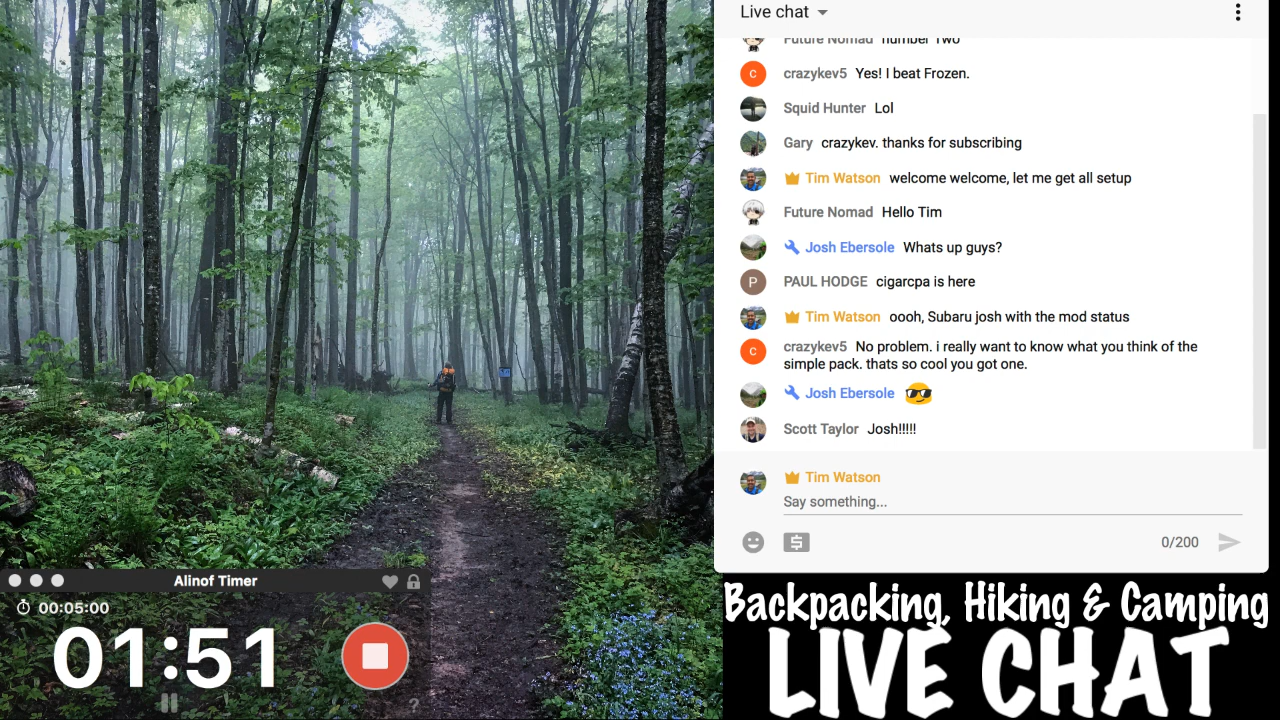 Live chat
Future Nomad number Two
C crazykev5 Yes! I beat Frozen.
Squid Hunter Lol
Gary crazykev. thanks for subscribing
Tim Watson welcome welcome, let me get all setup
Future Nomad Hello Tim
Josh Ebersole Whats up guys?
P PAUL HODGE cigarcpa is here
Tim Watson oooh, Subaru josh with the mod status
C crazykev5 No problem. i really want to know what you think of the
simple pack. thats so cool you got one.
Josh Ebersole
Scott Taylor Josh!!!!!
Tim Watson
Say something...
0/200
Alinof Timer
00:05:00
01:51
?
Backpacking, Hiking & Camping
LIVE CHAT